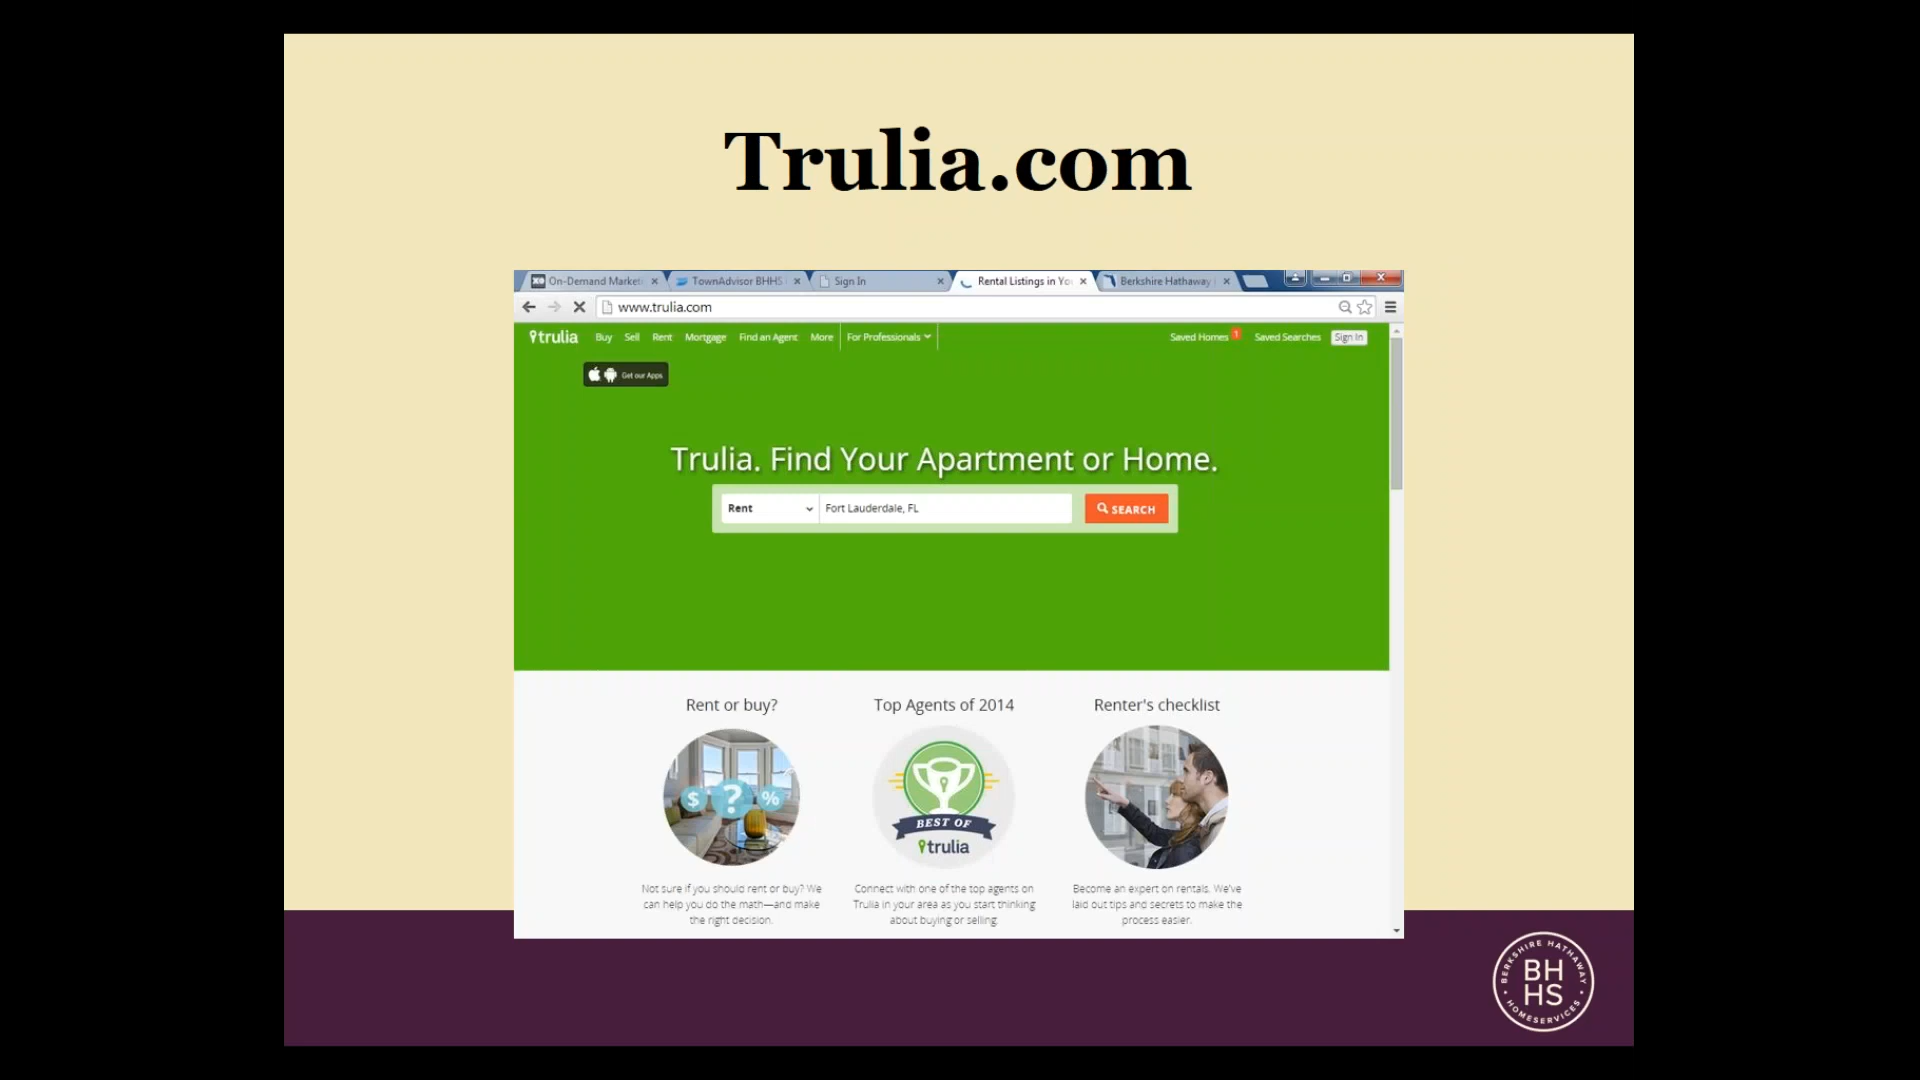 Trulia.com
On-Demand Market
TownAdvisor BHHS
Sign In
Rental Listings in Yo
Berkshire Hathaway
www.trulia.com
trulia Buy Sell Rent Mortgage Find an Agent More For Professionals Saved Homes 1 Saved Searches Sign In
Get our Apps
Trulia. Find Your Apartment or Home.
Rent Fort Lauderdale, FL SEARCH
Rent or buy?
$ ? %
Not sure if you should rent or buy? We
can help you do the math—and make
the right decision.
Top Agents of 2014
BEST OF
trulia
Connect with one of the top agents on
Trulia in your area as you start thinking
about buying or selling.
Renter's checklist
Become an expert on rentals. We've
laid out tips and secrets to make the
process easier.
BERKSHIRE HATHAWAY
BH
HS
HOMESERVICES